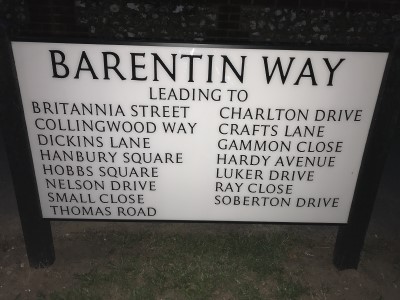 BARENTIN WAY
LEADING TO
BRITANNIA STREET
COLLINGWOOD WAY
DICKINS LANE
HANBURY SQUARE
HOBBS SQUARE
NELSON DRIVE
SMALL CLOSE
THOMAS ROAD
CHARLTON DRIVE
CRAFTS LANE
GAMMON CLOSE
HARDY AVENUE
LUKER DRIVE
RAY CLOSE
SOBERTON DRIVE